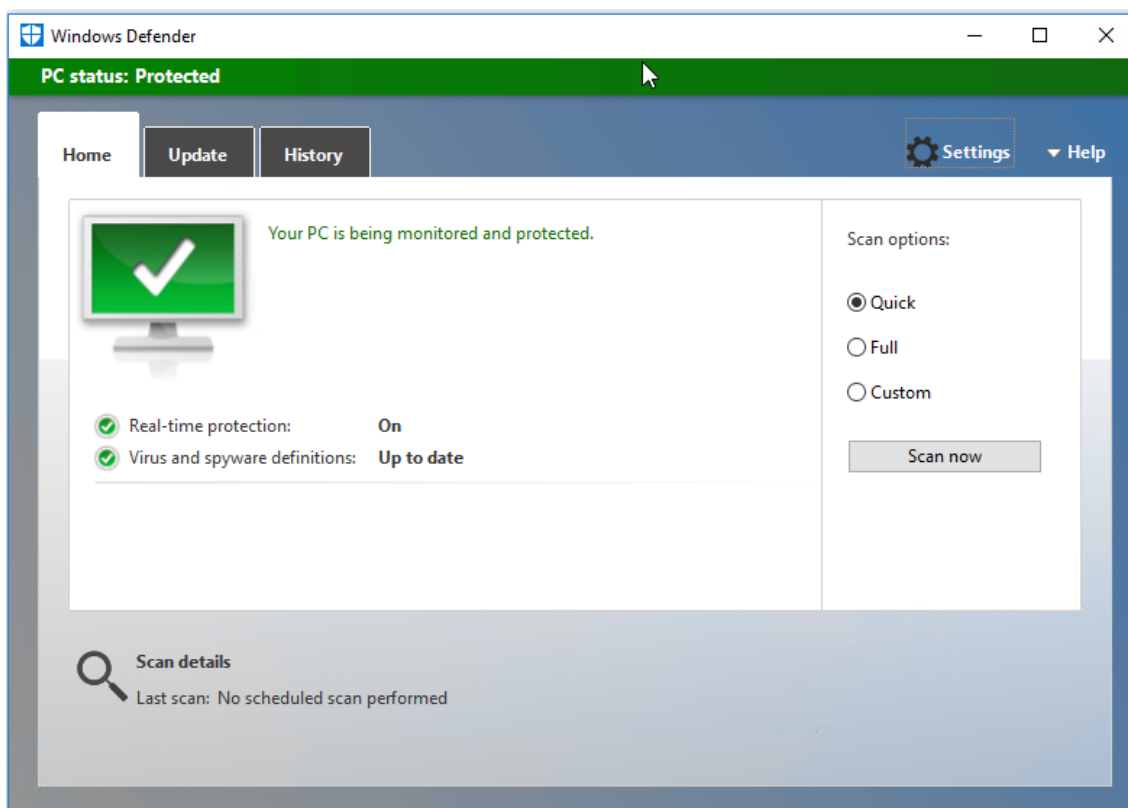 Windows Defender
PC status: Protected
Home
Update
History
Settings
Help
Your PC is being monitored and protected.
Scan options:
Quick
Full
Custom
Real-time protection: On
Virus and spyware definitions: Up to date
Scan now
Scan details
Last scan: No scheduled scan performed